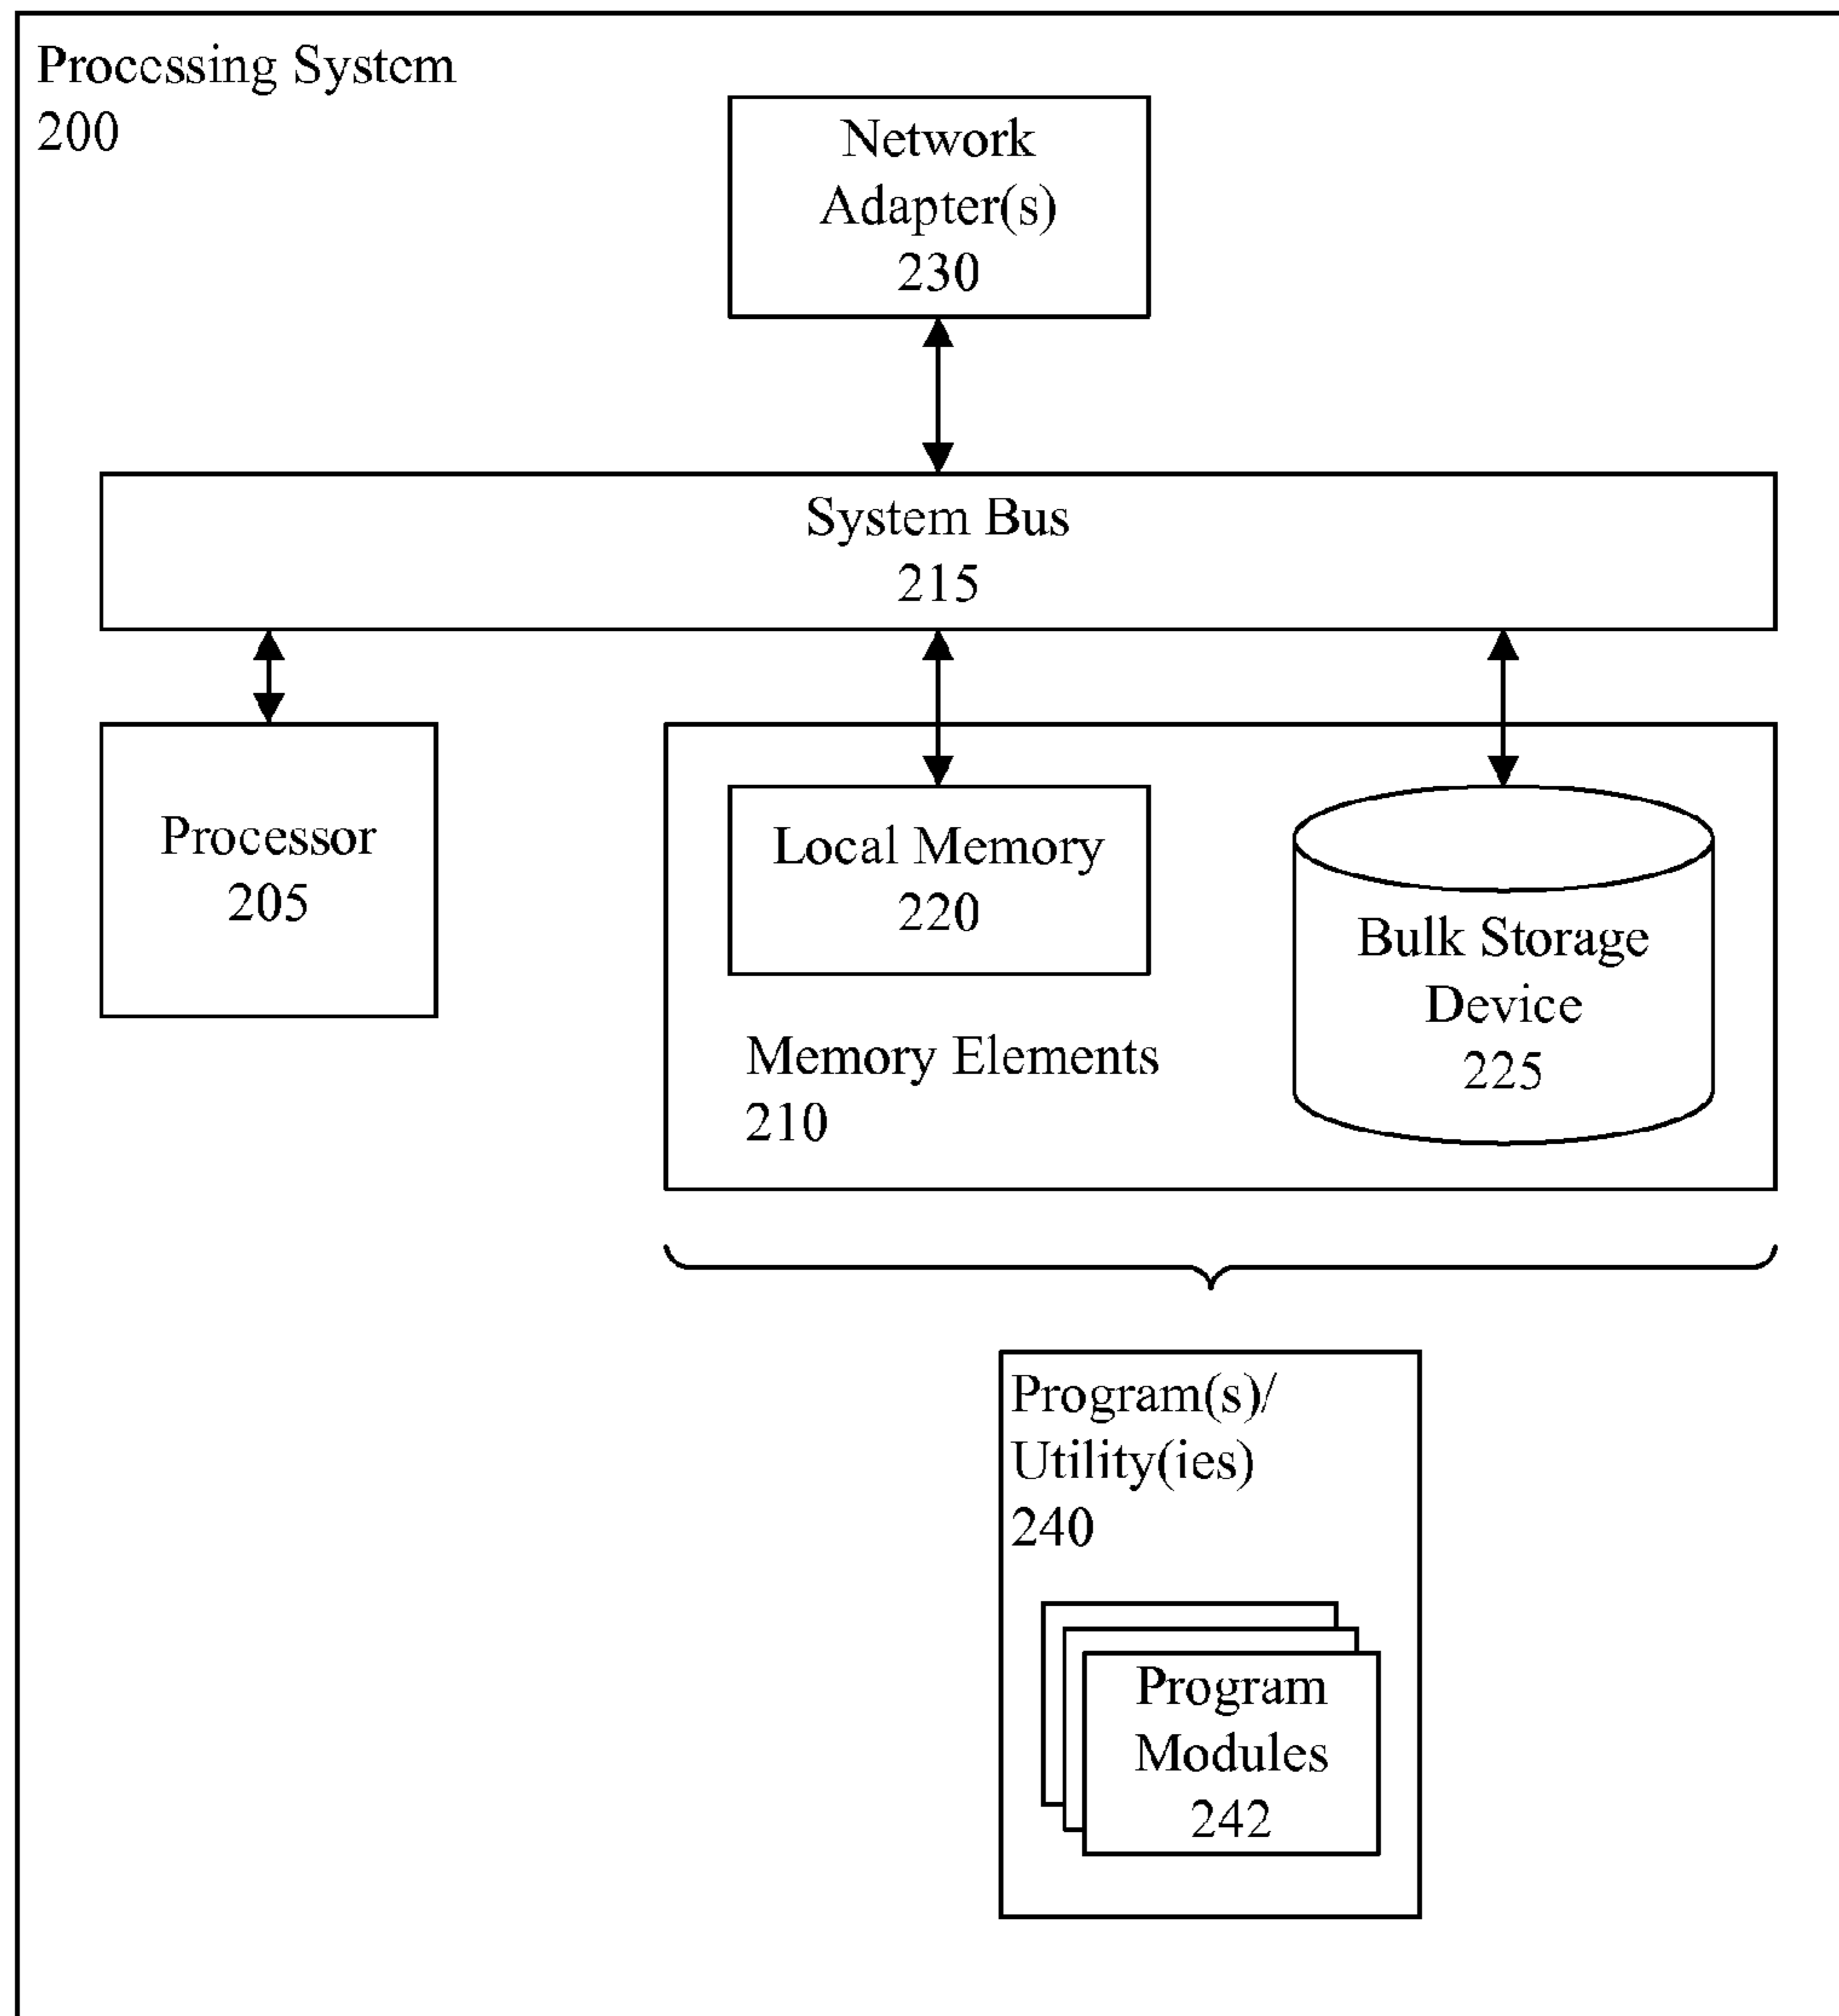 Processing System
200
Network
Adapter(s)
230
System Bus
215
Processor
205
Local Memory
220
Bulk Storage
Device
225
Memory Elements
210
Program(s)/
Utility(ies)
240
Program
Modules
242